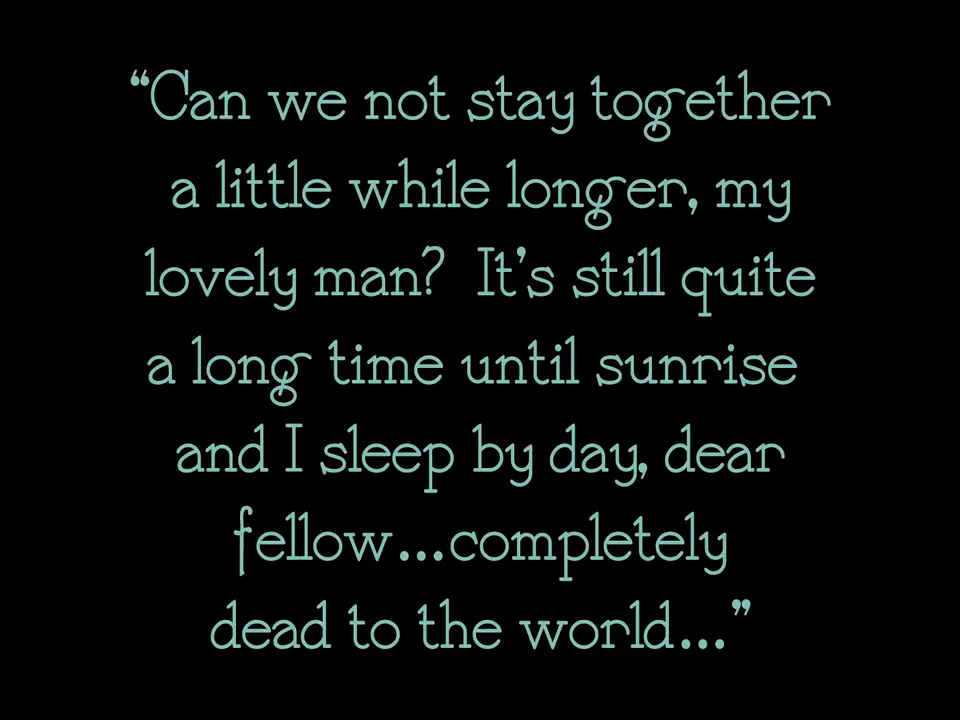 “Can we not stay together
a little while longer, my
lovely man?  It’s still quite
a long time until sunrise
and I sleep by day, dear
fellow...completely
dead to the world...”